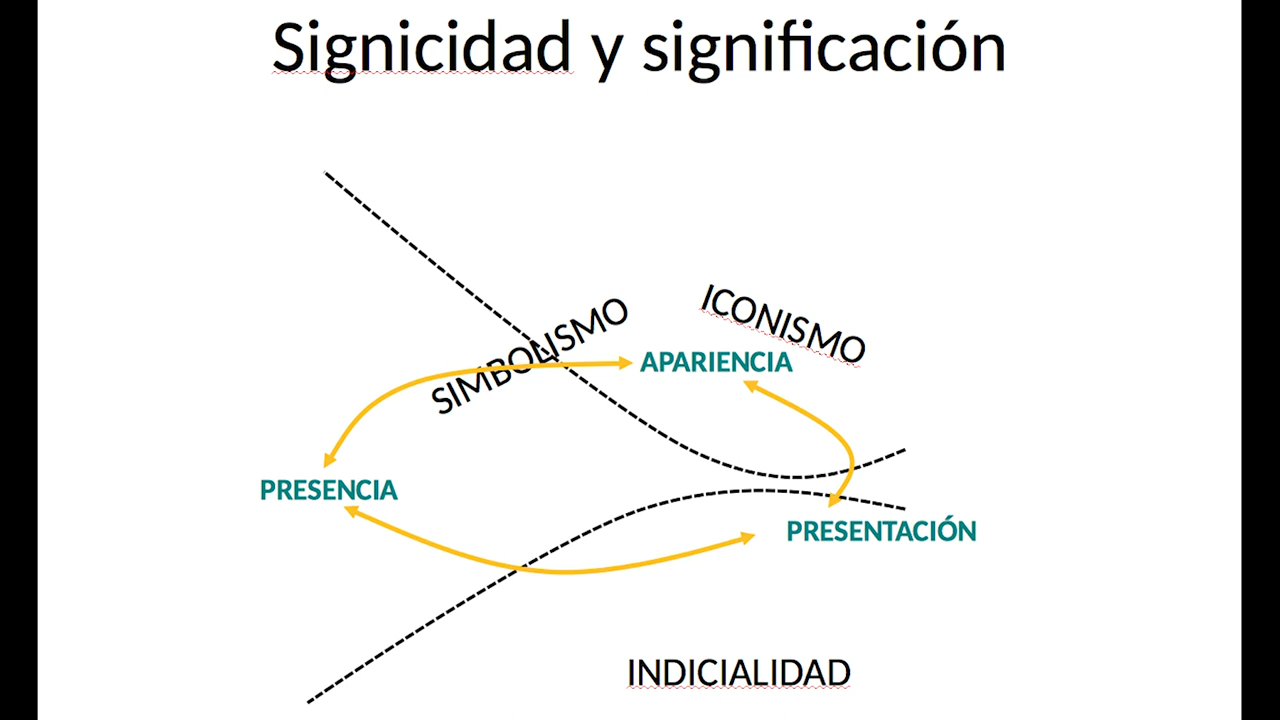 Signicidad y significación
SIMBOLISMO
ICONISMO
APARIENCIA
PRESENCIA
PRESENTACIÓN
INDICIALIDAD